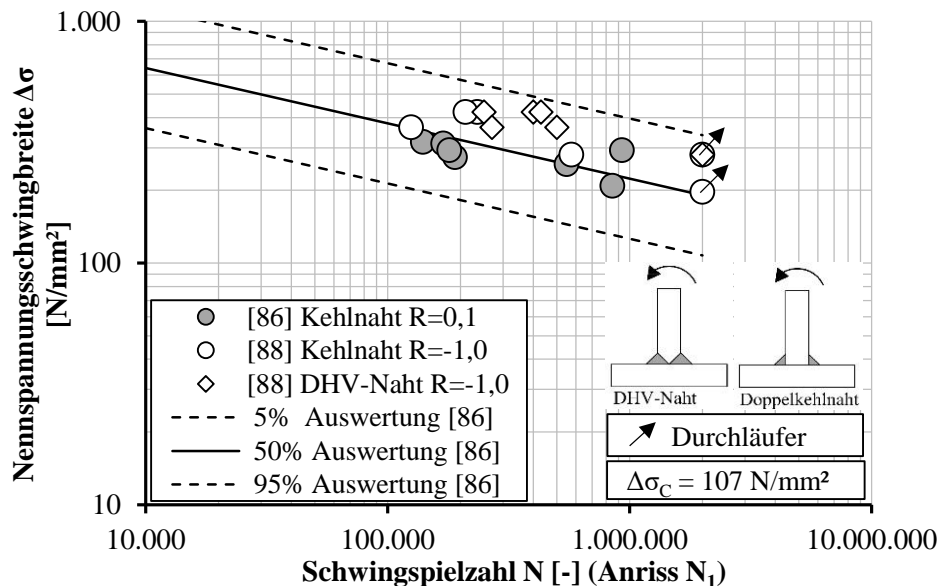 Nennspannungsschwingbreite Δσ
[N/mm²]
1.000
100
10
[86] Kehlnaht R=0,1
[88] Kehlnaht R=-1,0
[88] DHV-Naht R=-1,0
5% Auswertung [86]
50% Auswertung [86]
95% Auswertung [86]
DHV-Naht
Doppelkehlnaht
Durchläufer
Δσ_C = 107 N/mm²
10.000
100.000
1.000.000
10.000.000
Schwingspielzahl N [-] (Anriss N₁)